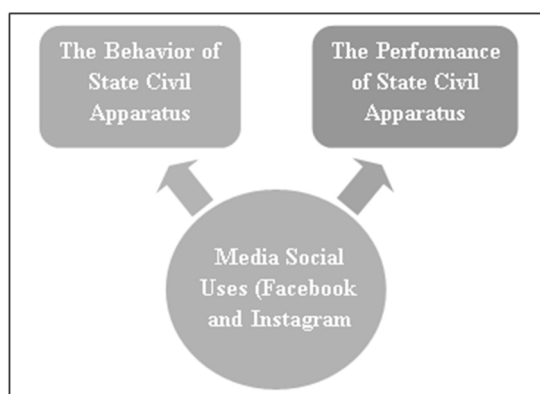 The Behavior of
State Civil
Apparatus
The Performance
of State Civil
Apparatus
Media Social
Uses (Facebook
and Instagram